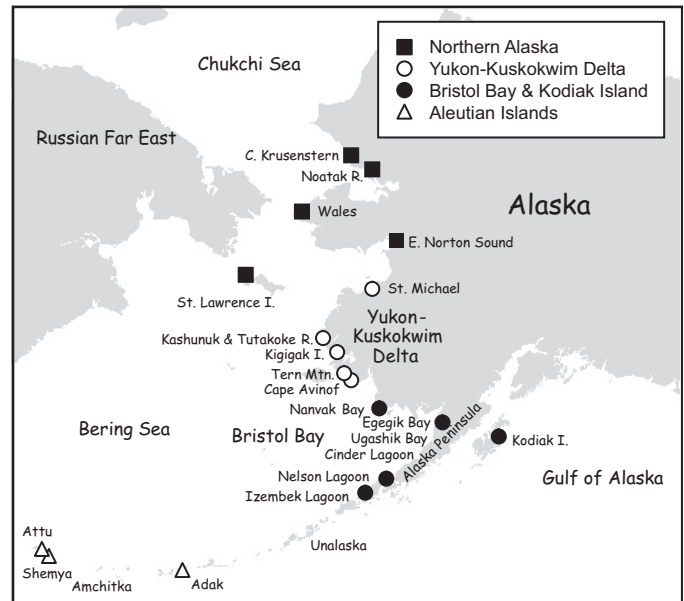 Northern Alaska
Yukon-Kuskokwim Delta
Bristol Bay & Kodiak Island
Aleutian Islands
Chukchi Sea
Russian Far East
C. Krusenstern
Noatak R.
Alaska
Wales
E. Norton Sound
St. Lawrence I.
St. Michael
Yukon-
Kuskokwim
Delta
Kashunuk & Tutakoke R.
Kigigak I.
Tern Mtn.
Cape Avinof
Nanvak Bay
Bering Sea
Bristol Bay
Egegik Bay
Ugashik Bay
Cinder Lagoon
Alaska Peninsula
Kodiak I.
Nelson Lagoon
Izembek Lagoon
Gulf of Alaska
Unalaska
Attu
Shemya
Amchitka
Adak